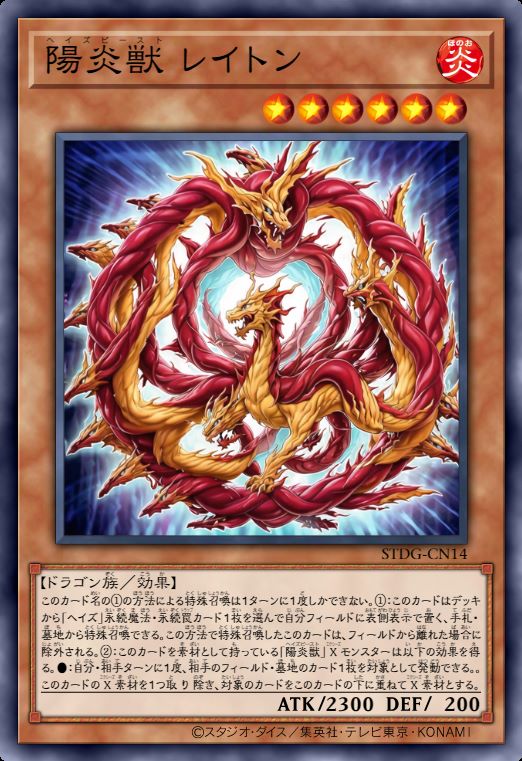 ヘイズビースト
陽炎獣 レイトン
ほのお
炎
STDG-CN14
【ドラゴン族／効果】
このカード名の①の方法による特殊召喚は1ターンに1度しかできない。①：このカードはデッキ
から「ヘイズ」永続魔法・永続罠カード1枚を選んで自分フィールドに表側表示で置く、手札・
墓地から特殊召喚できる。この方法で特殊召喚したこのカードは、フィールドから離れた場合に
除外される。②：このカードを素材として持っている「陽炎獣」Xモンスターは以下の効果を得
る。●：自分・相手ターンに1度、相手のフィールド・墓地のカード1枚を対象として発動できる。
このカードのX素材を1つ取り除き、対象のカードをこのカードの下に重ねてX素材とする。
ATK/2300 DEF/ 200
©スタジオ・ダイス／集英社・テレビ東京・KONAMI